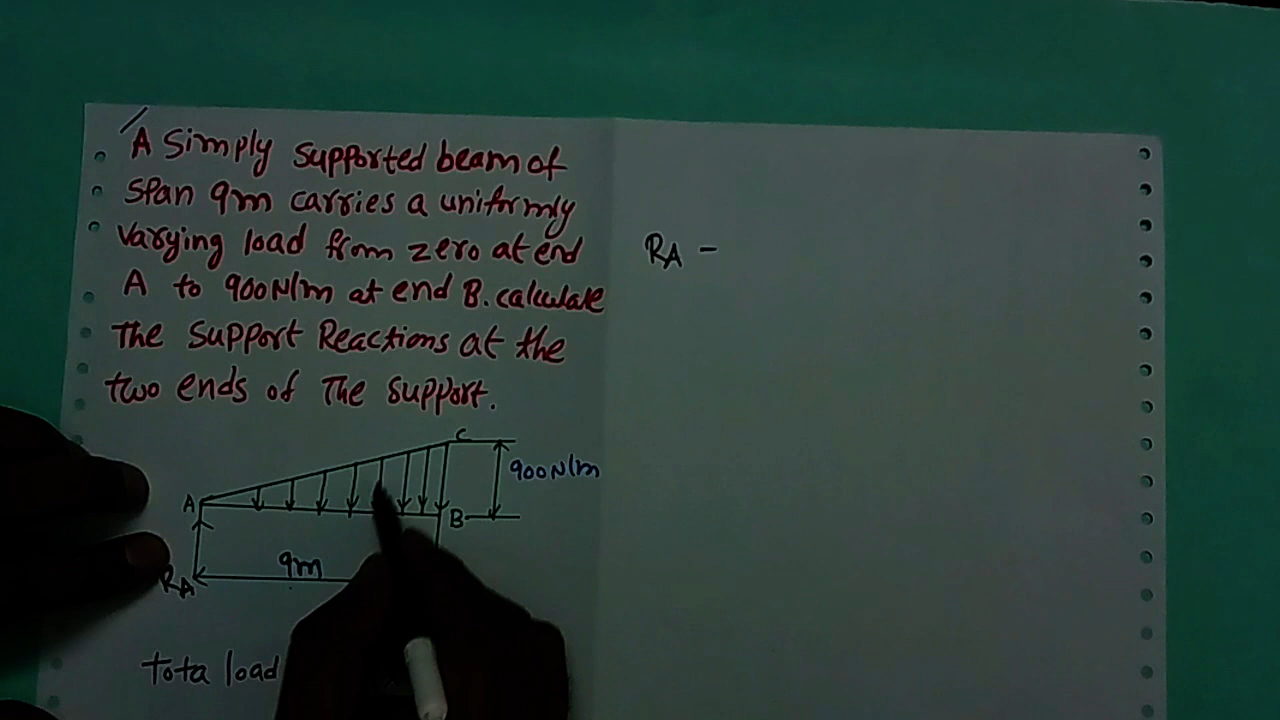 A Simply Supported beam of
Span 9m carries a uniformly
Varying load from zero at end
A to 900N/m at end B. calculate
The Support Reactions at the
two ends of The Support.
RA -
C
900N/m
A
B
9m
RA
Tota load